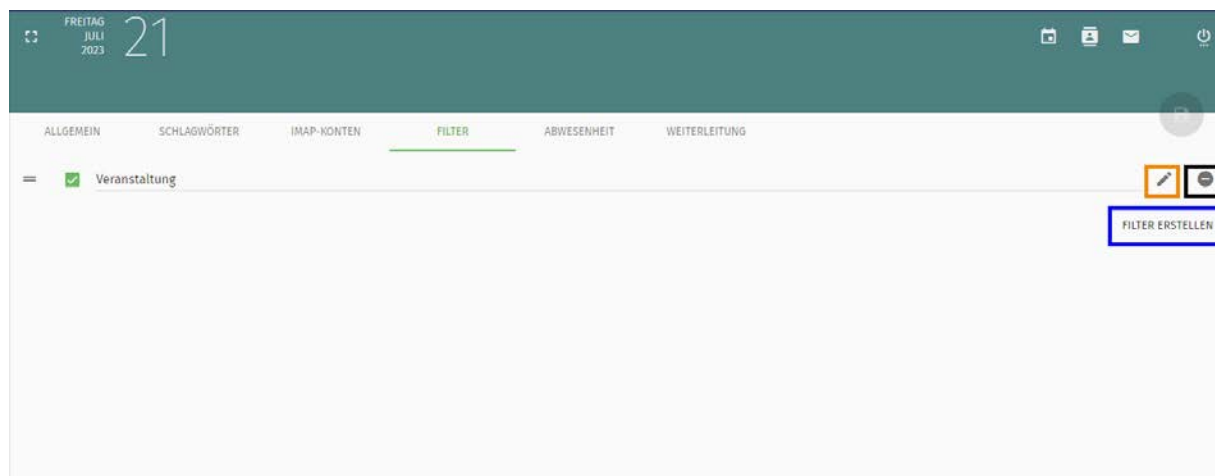 FREITAG
JULI
2023
21
ALLGEMEIN SCHLAGWÖRTER IMAP-KONTEN FILTER ABWESENHEIT WEITERLEITUNG
Veranstaltung
FILTER ERSTELLEN